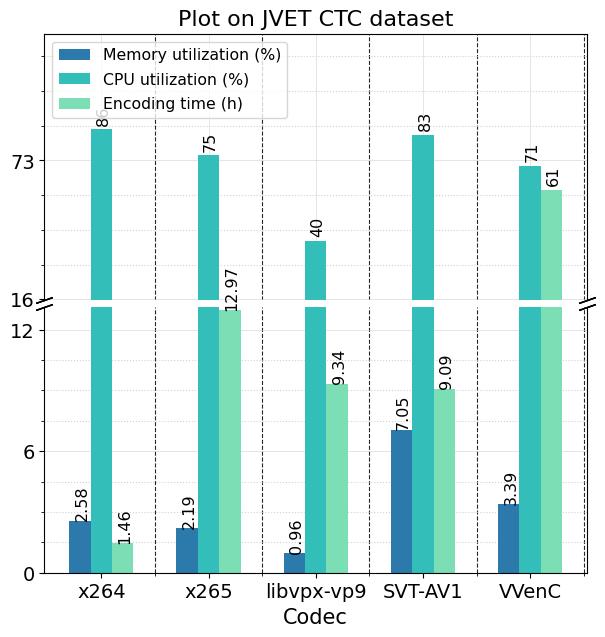 Plot on JVET CTC dataset
Memory utilization (%)
CPU utilization (%)
Encoding time (h)
86
75
40
83
71
61
73
16
12.97
12
9.34
9.09
7.05
6
2.58
1.46
2.19
0.96
3.39
0
x264
x265
libvpx-vp9
SVT-AV1
VVenC
Codec